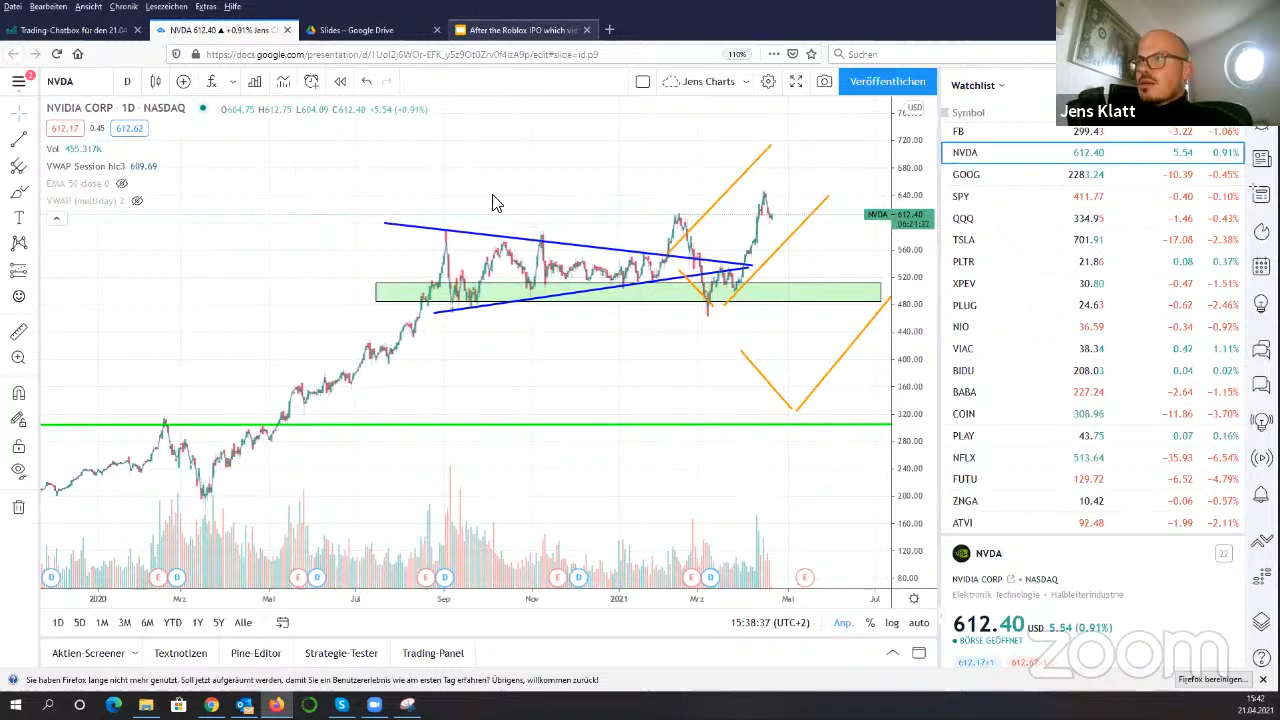 Datei Bearbeiten Ansicht Chronik Lesezeichen Extras Hilfe
Trading-Chatbox für den 21.04
NVDA 612.40 ▲ +0.91% Jens C
Slides – Google Drive
After the Roblox IPO which vid
https://docs.google.com/presentation/d/1UoI2j6WOr-EFK_y5z9Ot0Zrv0f4IzA9p/edit#slide=id.p9
110%
Suchen
2
NVDA
D
Jens Charts
Veröffentlichen
NVIDIA CORP • 1D • NASDAQ
O604.75 H612.75 L604.09 C612.40 +5.54 (+0.91%)
612.17 0.45 612.62
Vol 455.317K
VWAP Session hlc3 609.69
EMA 50 close 0
VWAP (multiday) 2
USD
720.00
680.00
640.00
NVDA 612.40
06:21:22
560.00
520.00
480.00
440.00
400.00
360.00
320.00
280.00
240.00
200.00
160.00
120.00
80.00
D E D E D E D E D E D E
2020 Mrz Mai Jul Sep Nov 2021 Mrz Mai Jul
1D 5D 1M 3M 6M YTD 1Y 5Y Alle
15:38:37 (UTC+2) Anp. % log auto
Aktien-Screener Textnotizen Pine-Editor Strategie-Tester Trading-Panel
Jens Klatt
Watchlist
Symbol
FB 299.43 −3.22 −1.06%
NVDA 612.40 5.54 0.91%
GOOG 2283.24 −10.39 −0.45%
SPY 411.77 −0.40 −0.10%
QQQ 334.95 −1.46 −0.43%
TSLA 701.91 −17.08 −2.38%
PLTR 21.86 0.08 0.37%
XPEV 30.80 −0.47 −1.51%
PLUG 24.63 −0.62 −2.46%
NIO 36.59 −0.34 −0.92%
VIAC 38.34 0.42 1.11%
BIDU 208.03 0.04 0.02%
BABA 227.24 −2.64 −1.15%
COIN 308.96 −11.86 −3.70%
PLAY 43.75 0.07 0.16%
NFLX 513.64 −35.93 −6.54%
FUTU 129.72 −6.52 −4.79%
ZNGA 10.42 −0.06 −0.57%
ATVI 92.48 −1.99 −2.11%
NVDA
22
NVIDIA CORP • NASDAQ
Elektronik Technologie • Halbleiterindustrie
612.40 USD 5.54 (0.91%)
BÖRSE GEÖFFNET
612.17×1
zoom
Sie haben Firefox lange nicht mehr genutzt. Soll jetzt aufgeräumt werden, damit Sie ein Benutzererlebnis wie am ersten Tag erfahren? Übrigens, willkommen zurück!
Firefox bereinigen...
15:42
21.04.2021